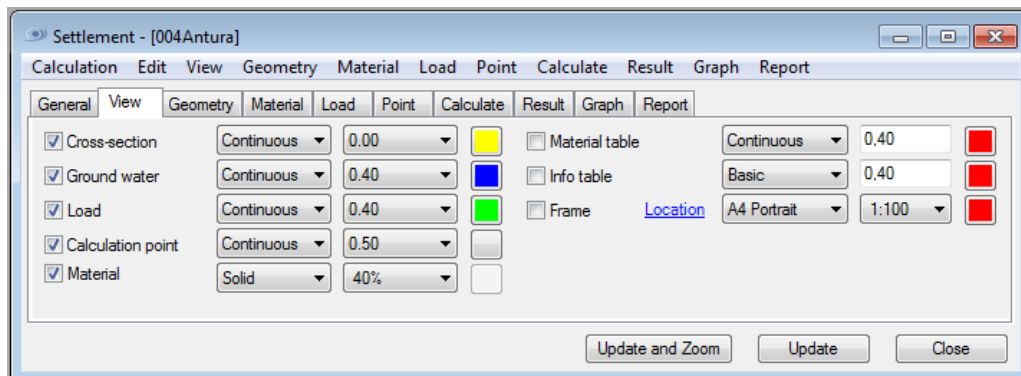 Settlement - [004Antura]
Calculation Edit View Geometry Material Load Point Calculate Result Graph Report
General View Geometry Material Load Point Calculate Result Graph Report
Cross-section Continuous 0.00 Material table Continuous 0,40
Ground water Continuous 0.40 Info table Basic 0,40
Load Continuous 0.40 Frame Location A4 Portrait 1:100
Calculation point Continuous 0.50
Material Solid 40%
Update and Zoom Update Close